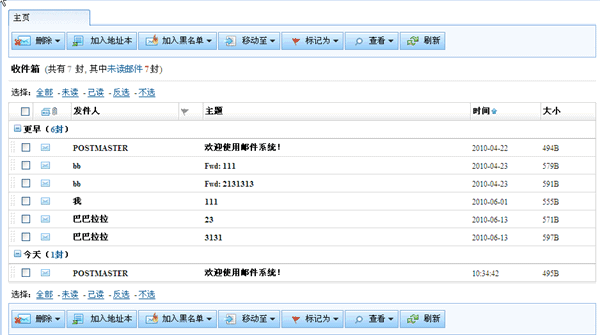 主页
删除 加入地址本 加入黑名单 移动至 标记为 查看 刷新
收件箱 (共有 7 封, 其中未读邮件 7封)
选择: 全部 -未读 -已读 -反选 -不选
发件人 主题 时间 大小
更早 (6封)
POSTMASTER 欢迎使用邮件系统! 2010-04-22 494B
bb Fwd: 111 2010-04-23 579B
bb Fwd: 2131313 2010-04-23 591B
我 111 2010-06-01 555B
巴巴拉拉 23 2010-06-13 571B
巴巴拉拉 3131 2010-06-13 597B
今天 (1封)
POSTMASTER 欢迎使用邮件系统! 10:34:42 495B
选择: 全部 -未读 -已读 -反选 -不选
删除 加入地址本 加入黑名单 移动至 标记为 查看 刷新